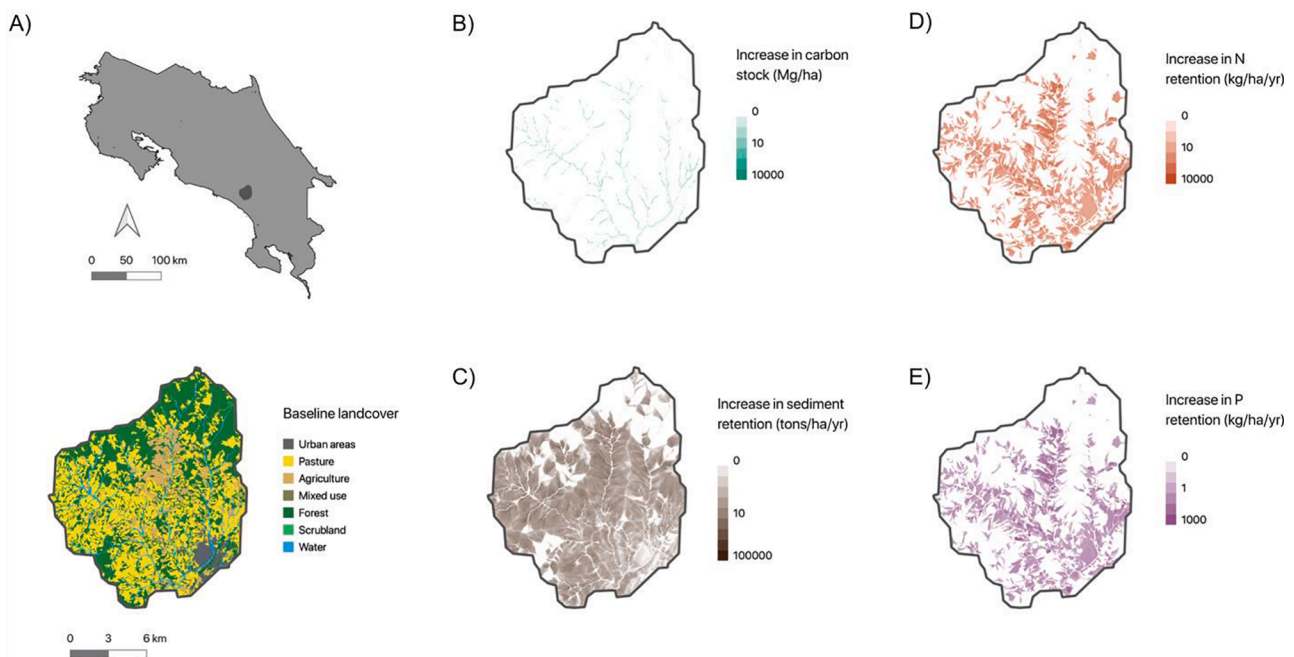 A)
0 50 100 km
Baseline landcover
Urban areas
Pasture
Agriculture
Mixed use
Forest
Scrubland
Water
0 3 6 km
B)
Increase in carbon
stock (Mg/ha)
0
10
10000
C)
Increase in sediment
retention (tons/ha/yr)
0
10
100000
D)
Increase in N
retention (kg/ha/yr)
0
10
10000
E)
Increase in P
retention (kg/ha/yr)
0
1
1000